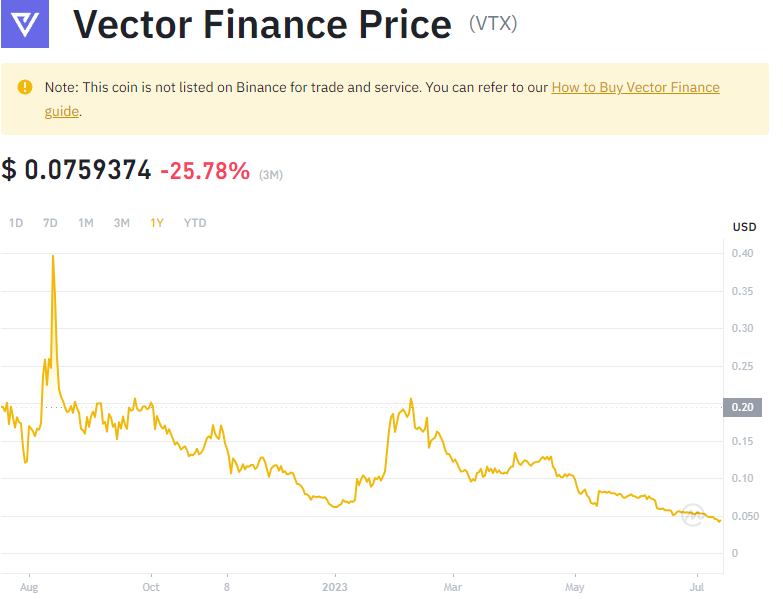 Vector Finance Price (VTX)
Note: This coin is not listed on Binance for trade and service. You can refer to our How to Buy Vector Finance
guide.
$ 0.0759374 -25.78% (3M)
1D 7D 1M 3M 1Y YTD
USD
0.40
0.35
0.30
0.25
0.20
0.15
0.10
0.050
0
Aug Oct 8 2023 Mar May Jul